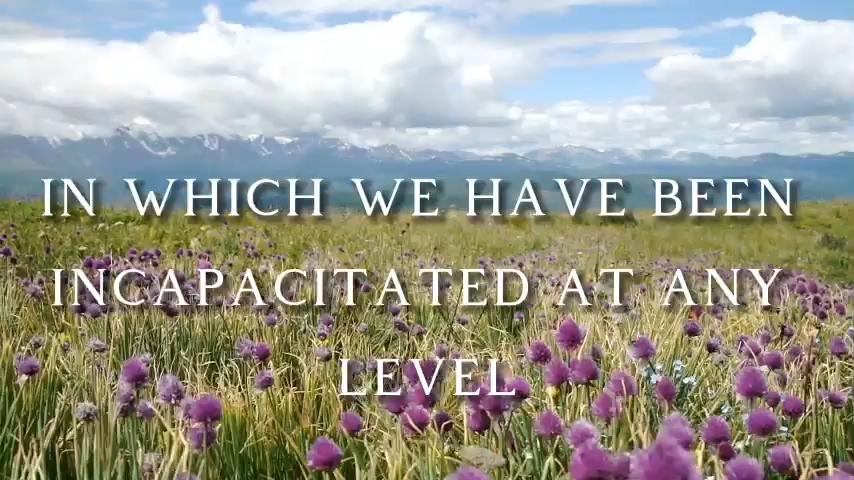 IN WHICH WE HAVE BEEN
INCAPACITATED AT ANY
LEVEL